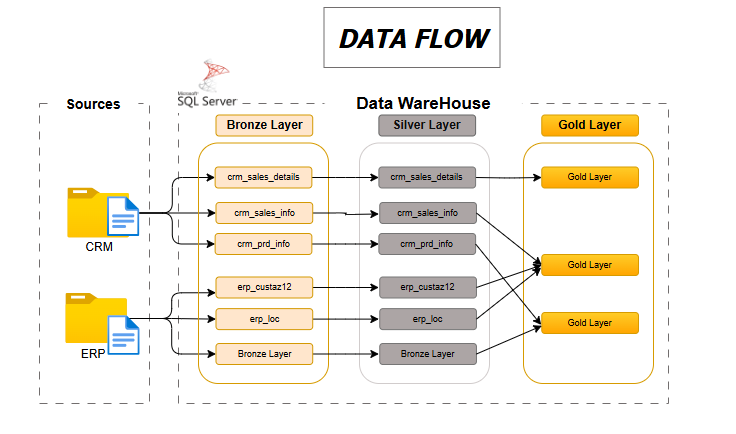 DATA FLOW
Sources
Microsoft
SQL Server
Data WareHouse
Bronze Layer
Silver Layer
Gold Layer
crm_sales_details
crm_sales_details
Gold Layer
crm_sales_info
crm_sales_info
CRM
crm_prd_info
crm_prd_info
Gold Layer
erp_custaz12
erp_custaz12
erp_loc
erp_loc
Gold Layer
ERP
Bronze Layer
Bronze Layer